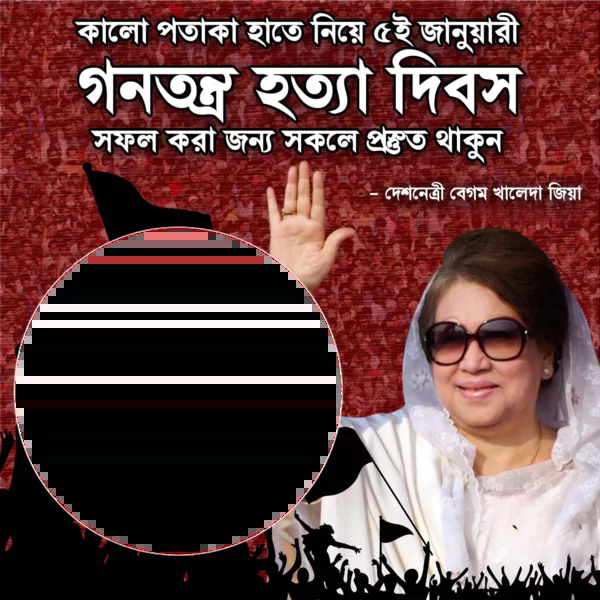 কালো পতাকা হাতে নিয়ে ৫ই জানুয়ারী
গনতন্ত্র হত্যা দিবস
সফল করা জন্য সকলে প্রস্তুত থাকুন
- দেশনেত্রী বেগম খালেদা জিয়া